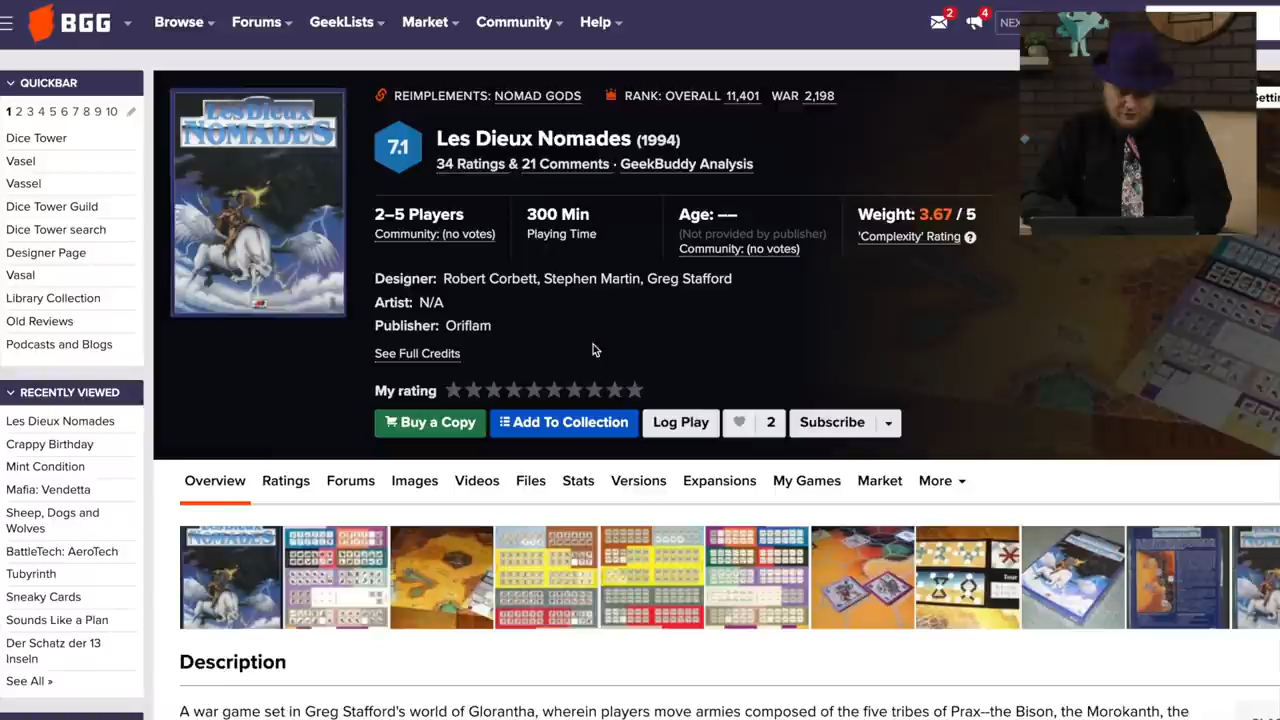 BGG
Browse
Forums
GeekLists
Market
Community
Help
2
4
NEX
QUICKBAR
1 2 3 4 5 6 7 8 9 10
Dice Tower
Vasel
Vassel
Dice Tower Guild
Dice Tower search
Designer Page
Vasal
Library Collection
Old Reviews
Podcasts and Blogs
RECENTLY VIEWED
Les Dieux Nomades
Crappy Birthday
Mint Condition
Mafia: Vendetta
Sheep, Dogs and
Wolves
BattleTech: AeroTech
Tubyrinth
Sneaky Cards
Sounds Like a Plan
Der Schatz der 13
Inseln
See All »
Les Dieux
NOMADES
REIMPLEMENTS: NOMAD GODS
RANK: OVERALL 11,401 WAR 2,198
7.1
Les Dieux Nomades (1994)
34 Ratings & 21 Comments · GeekBuddy Analysis
2–5 Players
Community: (no votes)
300 Min
Playing Time
Age: —
(Not provided by publisher)
Community: (no votes)
Weight: 3.67 / 5
'Complexity' Rating
Designer: Robert Corbett, Stephen Martin, Greg Stafford
Artist: N/A
Publisher: Oriflam
See Full Credits
My rating
Buy a Copy
Add To Collection
Log Play
2
Subscribe
Overview
Ratings
Forums
Images
Videos
Files
Stats
Versions
Expansions
My Games
Market
More
NOMADES
Description
A war game set in Greg Stafford's world of Glorantha, wherein players move armies composed of the five tribes of Prax--the Bison, the Morokanth, the